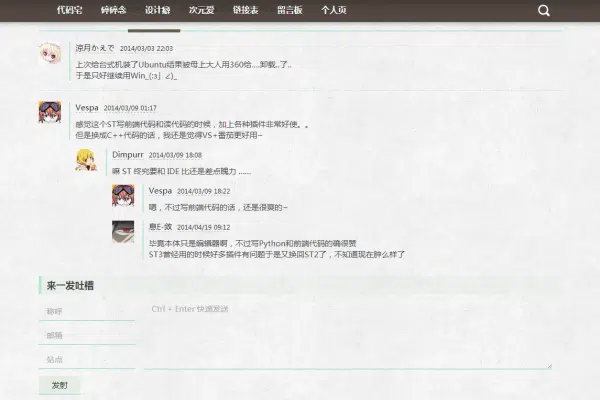 代码宅 碎碎念 设计癖 次元爱 链接表 留言板 个人页
凉月かえで 2014/03/03 22:03
上次给台式机装了Ubuntu结果被母上大人用360给....卸载..了..
于是只好继续用Win_(:з」∠)_
Vespa 2014/03/09 01:17
感觉这个ST写前端代码和读代码的时候，加上各种插件非常好使。。
但是换成C++代码的话，我还是觉得VS+番茄更好用~
Dimpurr 2014/03/09 18:08
嘛 ST 终究要和 IDE 比还是差点魄力 ……
Vespa 2014/03/09 18:22
嗯，不过写前端代码的话，还是很爽的~
息E-敛 2014/04/19 09:12
毕竟本体只是编辑器啊，不过写Python和前端代码的确很赞
ST3曾经用的时候好多插件有问题于是又换回ST2了，不知道现在肿么样了
来一发吐槽
称呼
Ctrl + Enter 快速发送
邮箱
站点
发射